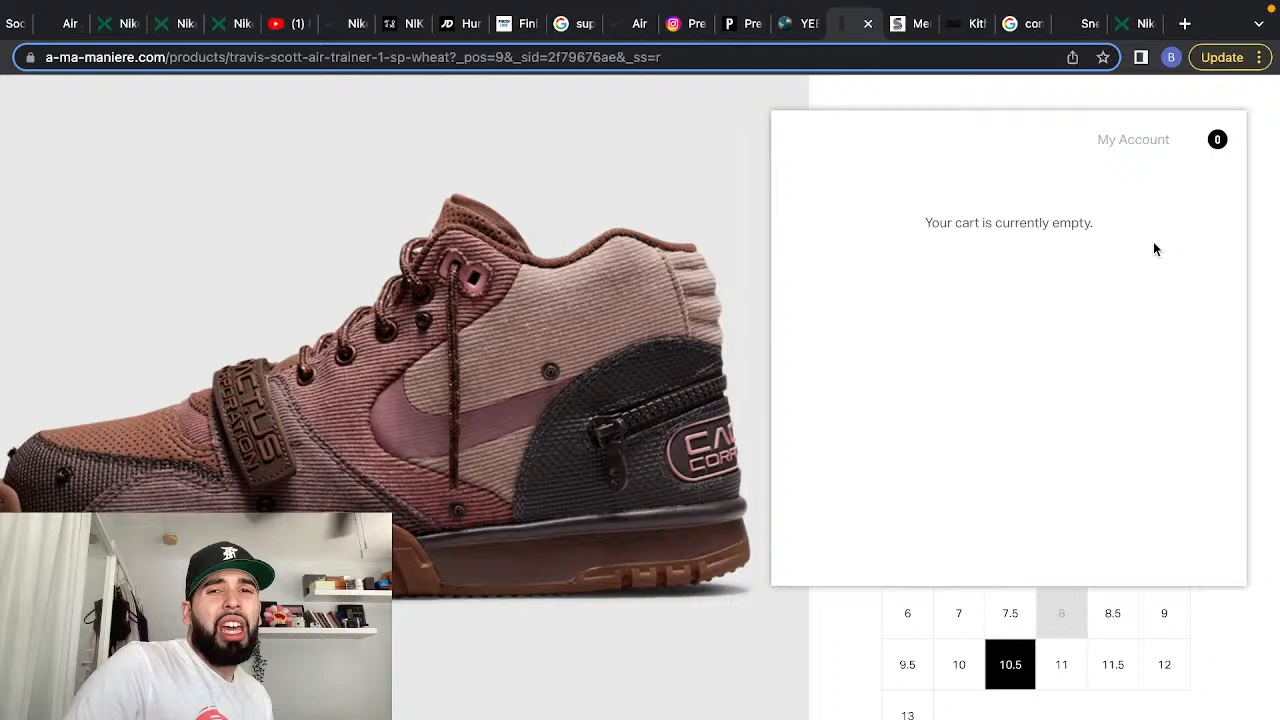 Soc Air Nik Nik Nik (1) Nik NIK Hur Fin sup Air Pre Pre YEE Me Kitt con Sne Nik
a-ma-maniere.com/products/travis-scott-air-trainer-1-sp-wheat?_pos=9&_sid=2f79676ae&_ss=r
B Update
My Account 0
Your cart is currently empty.
CACTUS
CORPORATION
CAC
CORP
6 7 7.5 8 8.5 9
9.5 10 10.5 11 11.5 12
13